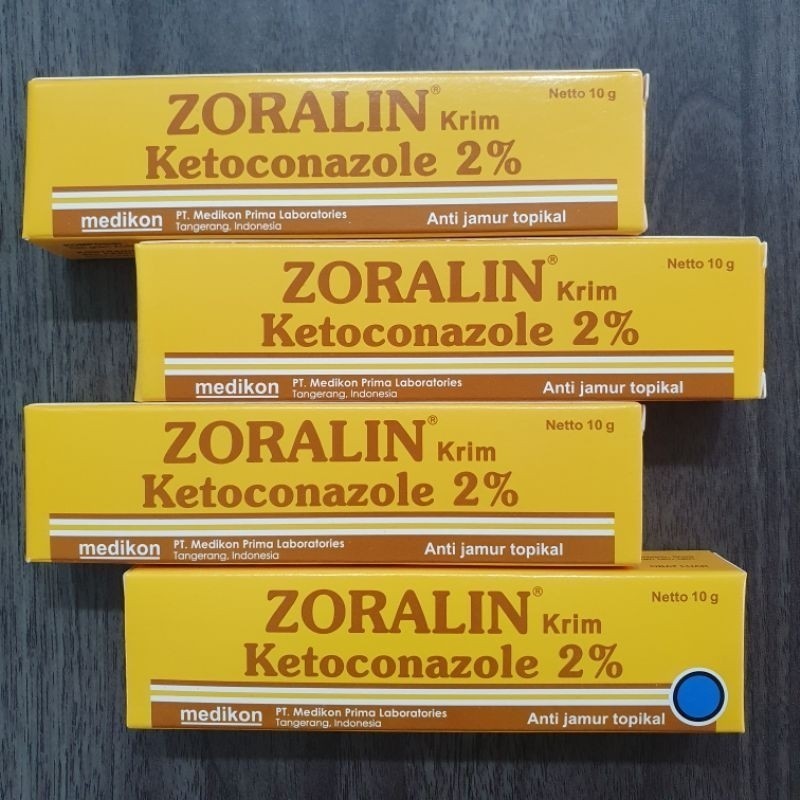 ZORALIN® Krim
Netto 10 g
Ketoconazole 2%
medikon
PT. Medikon Prima Laboratories
Tangerang, Indonesia
Anti jamur topikal
ZORALIN® Krim
Netto 10 g
Ketoconazole 2%
medikon
PT. Medikon Prima Laboratories
Tangerang, Indonesia
Anti jamur topikal
ZORALIN® Krim
Netto 10 g
Ketoconazole 2%
medikon
PT. Medikon Prima Laboratories
Tangerang, Indonesia
Anti jamur topikal
ZORALIN® Krim
Netto 10 g
Ketoconazole 2%
medikon
PT. Medikon Prima Laboratories
Tangerang, Indonesia
Anti jamur topikal